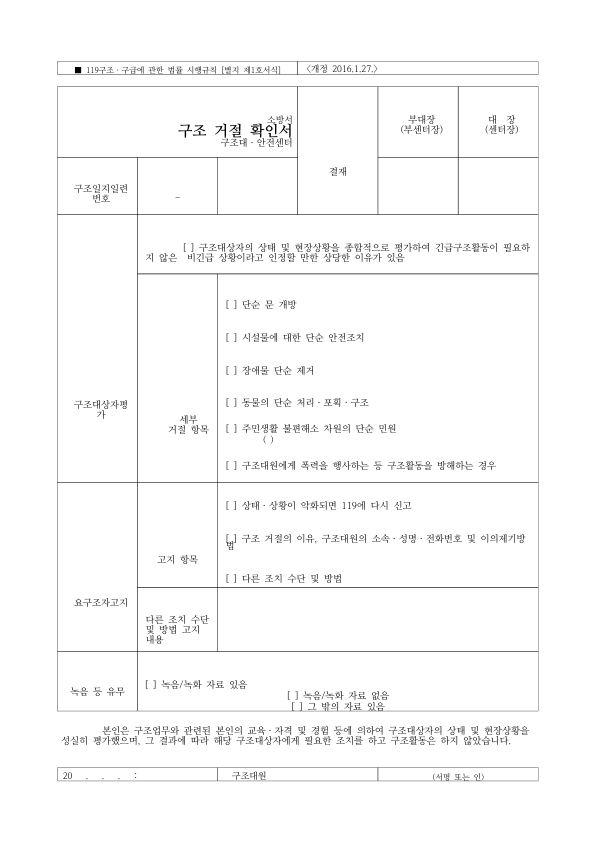 ■ 119구조ㆍ구급에 관한 법률 시행규칙 [별지 제1호서식] <개정 2016.1.27.>
소방서
구조 거절 확인서
구조대ㆍ안전센터
결재
부대장
(부센터장)
대 장
(센터장)
구조일지일련
번호
–
구조대상자평
가
[ ] 구조대상자의 상태 및 현장상황을 종합적으로 평가하여 긴급구조활동이 필요하
지 않은 비긴급 상황이라고 인정할 만한 상당한 이유가 있음
세부
거절 항목
[ ] 단순 문 개방
[ ] 시설물에 대한 단순 안전조치
[ ] 장애물 단순 제거
[ ] 동물의 단순 처리ㆍ포획ㆍ구조
[ ] 주민생활 불편해소 차원의 단순 민원
( )
[ ] 구조대원에게 폭력을 행사하는 등 구조활동을 방해하는 경우
요구조자고지
고지 항목
[ ] 상태ㆍ상황이 악화되면 119에 다시 신고
[ ] 구조 거절의 이유, 구조대원의 소속ㆍ성명ㆍ전화번호 및 이의제기방
법
[ ] 다른 조치 수단 및 방법
다른 조치 수단
및 방법 고지
내용
녹음 등 유무
[ ] 녹음/녹화 자료 있음
[ ] 녹음/녹화 자료 없음
[ ] 그 밖의 자료 있음
본인은 구조업무와 관련된 본인의 교육ㆍ자격 및 경험 등에 의하여 구조대상자의 상태 및 현장상황을
성실히 평가했으며, 그 결과에 따라 해당 구조대상자에게 필요한 조치를 하고 구조활동은 하지 않았습니다.
20 . . . : 구조대원 (서명 또는 인)